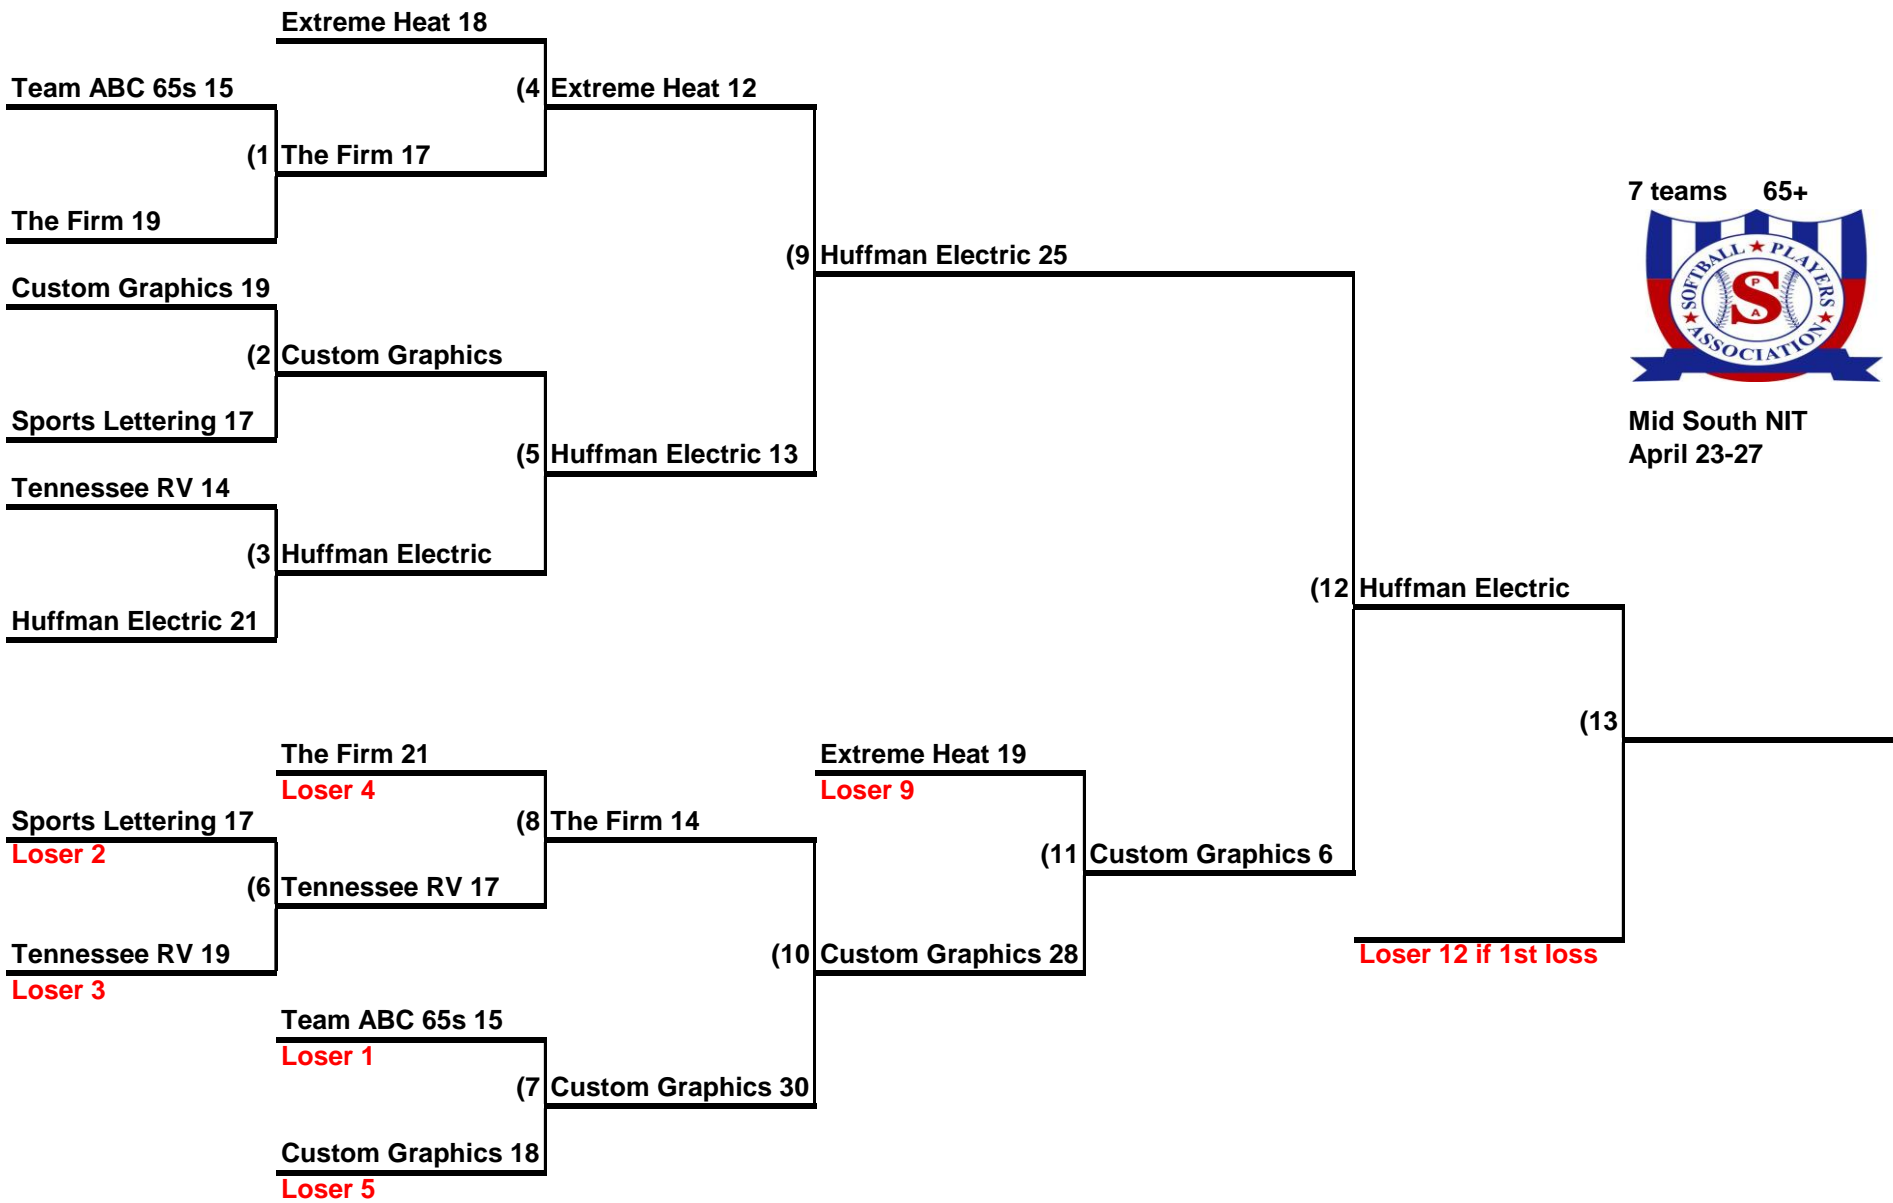 Extreme Heat 18
Team ABC 65s 15
(4 Extreme Heat 12
(1 The Firm 17
7 teams 65+
The Firm 19
(9 Huffman Electric 25
SOFTBALL ★ PLAYERS ★ ASSOCIATION ★
P
S
A
Custom Graphics 19
(2 Custom Graphics
Sports Lettering 17
Mid South NIT
(5 Huffman Electric 13
April 23-27
Tennessee RV 14
(3 Huffman Electric
(12 Huffman Electric
Huffman Electric 21
(13
The Firm 21
Extreme Heat 19
Loser 4
Loser 9
Sports Lettering 17
(8 The Firm 14
Loser 2
(11 Custom Graphics 6
(6 Tennessee RV 17
Tennessee RV 19
(10 Custom Graphics 28
Loser 12 if 1st loss
Loser 3
Team ABC 65s 15
Loser 1
(7 Custom Graphics 30
Custom Graphics 18
Loser 5